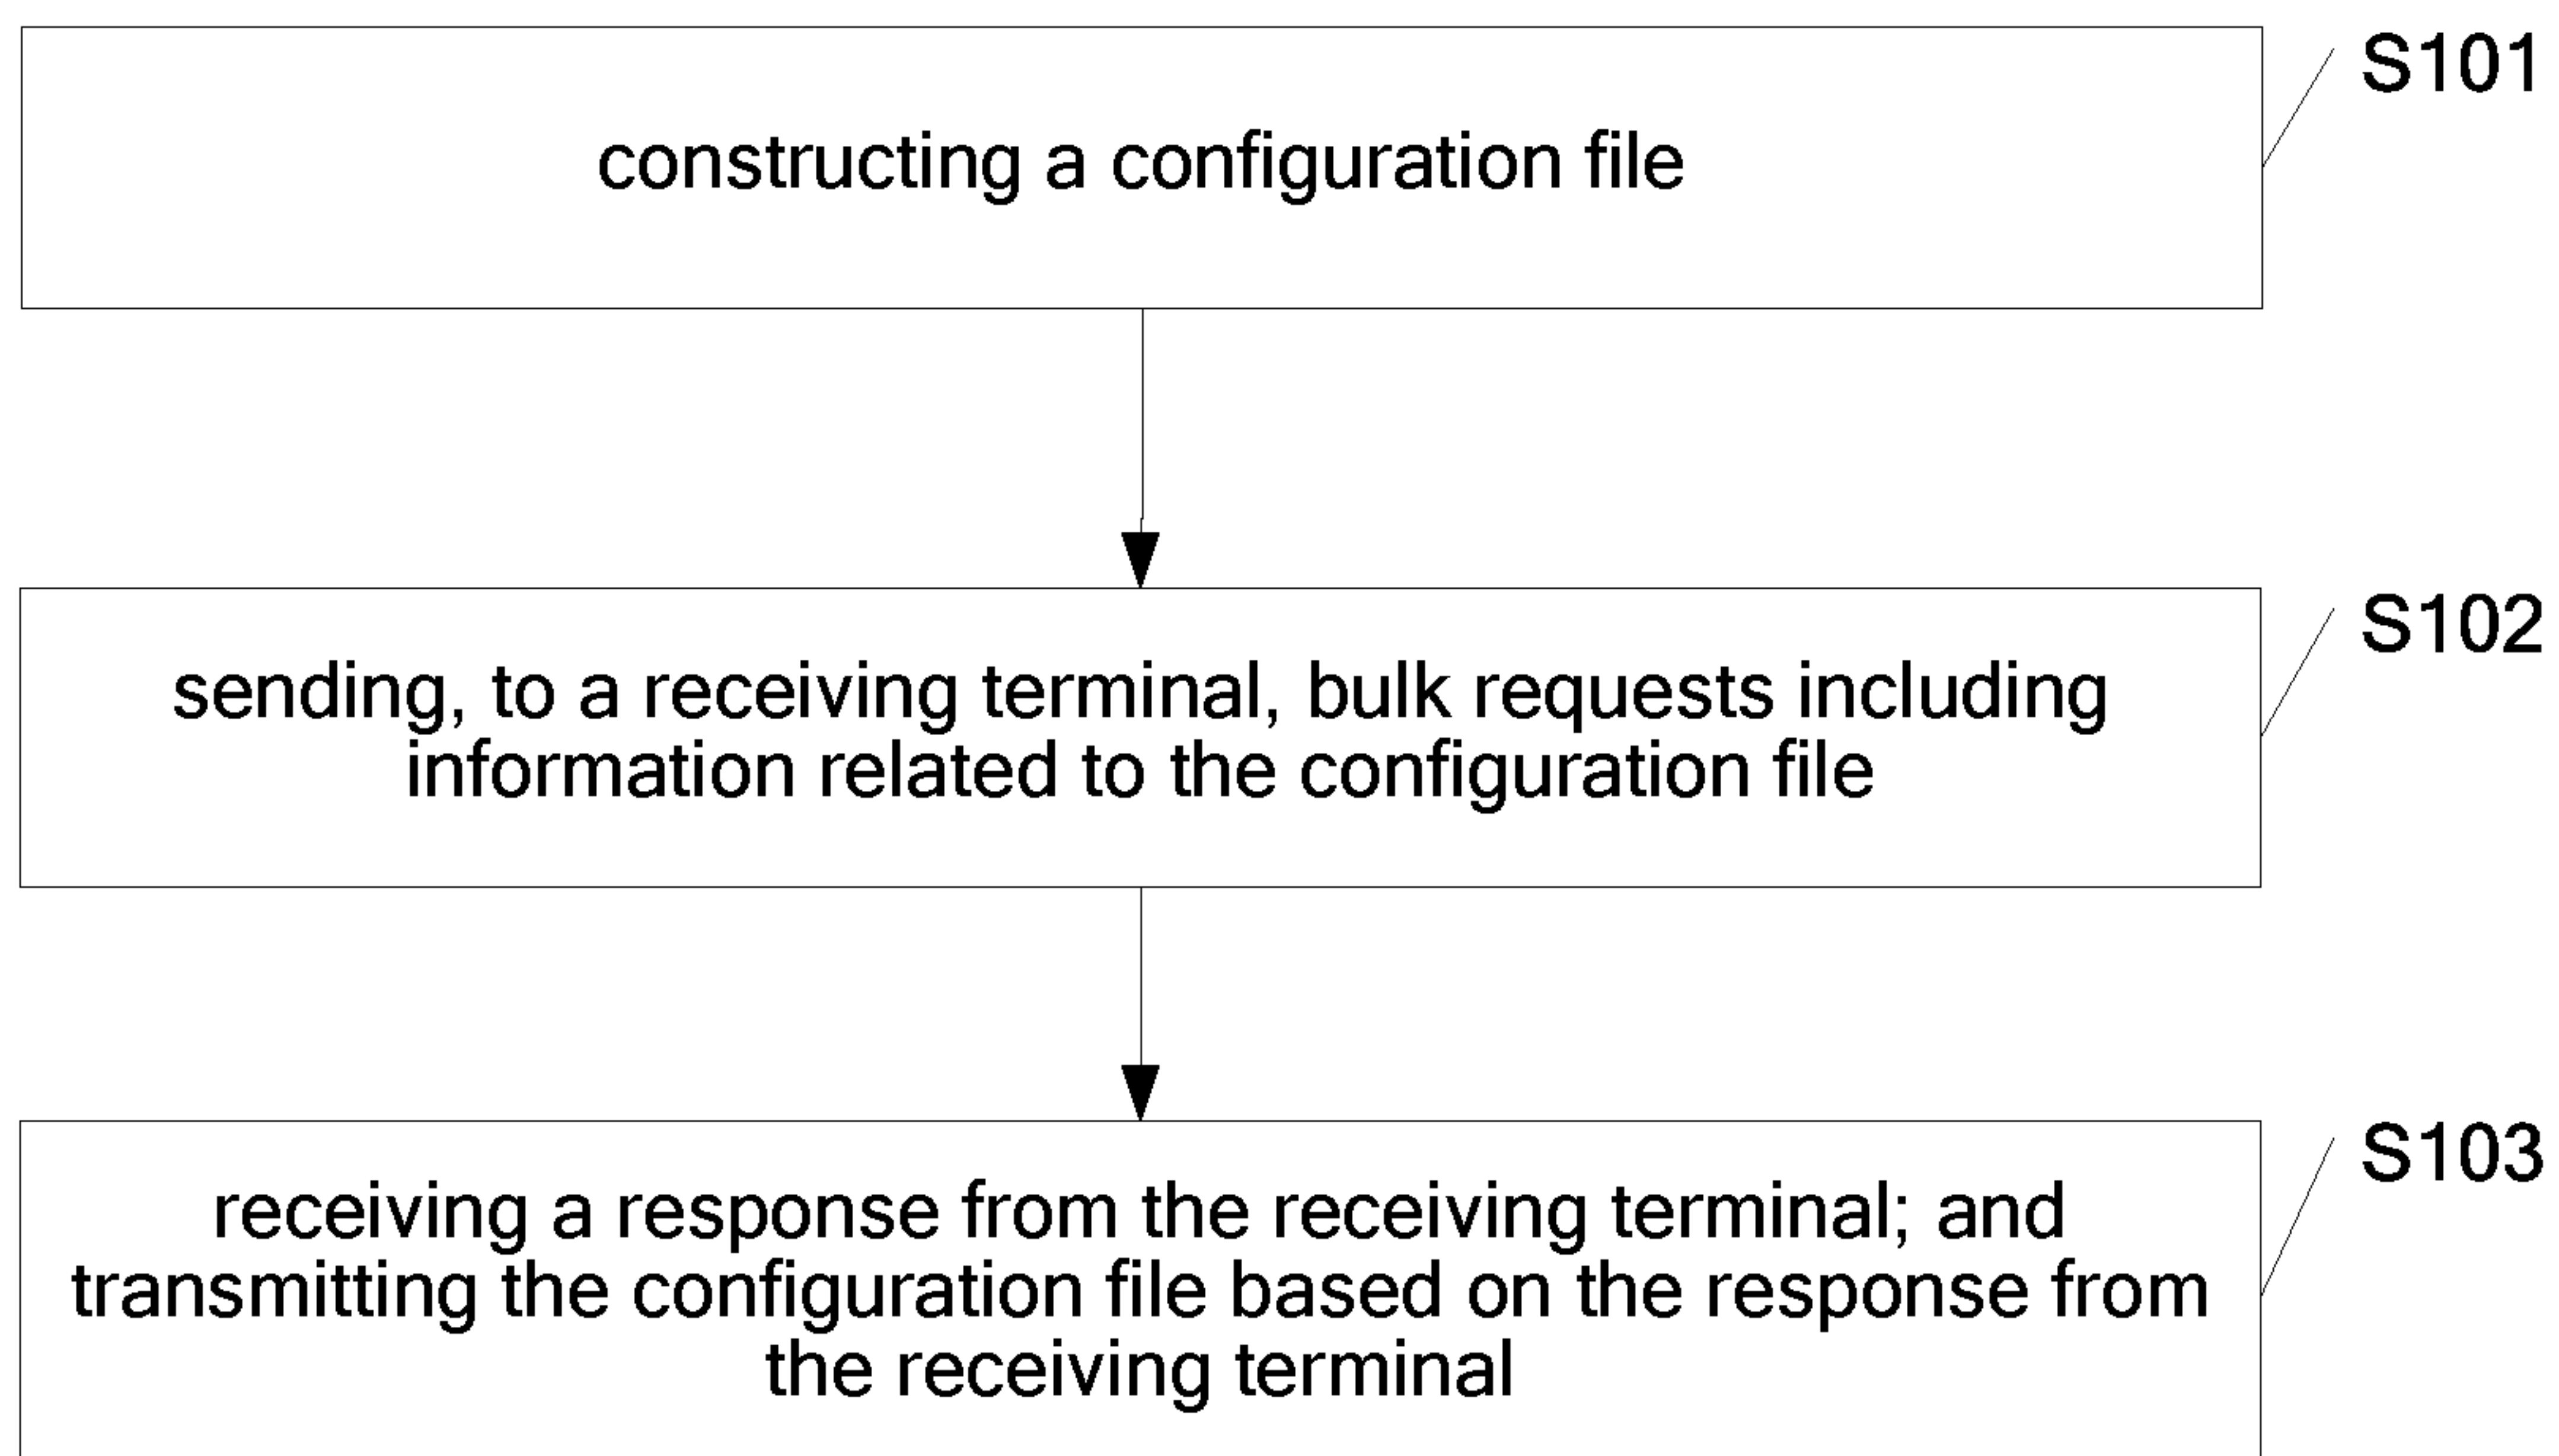 constructing a configuration file
S101
sending, to a receiving terminal, bulk requests including
information related to the configuration file
S102
receiving a response from the receiving terminal; and
transmitting the configuration file based on the response from
the receiving terminal
S103